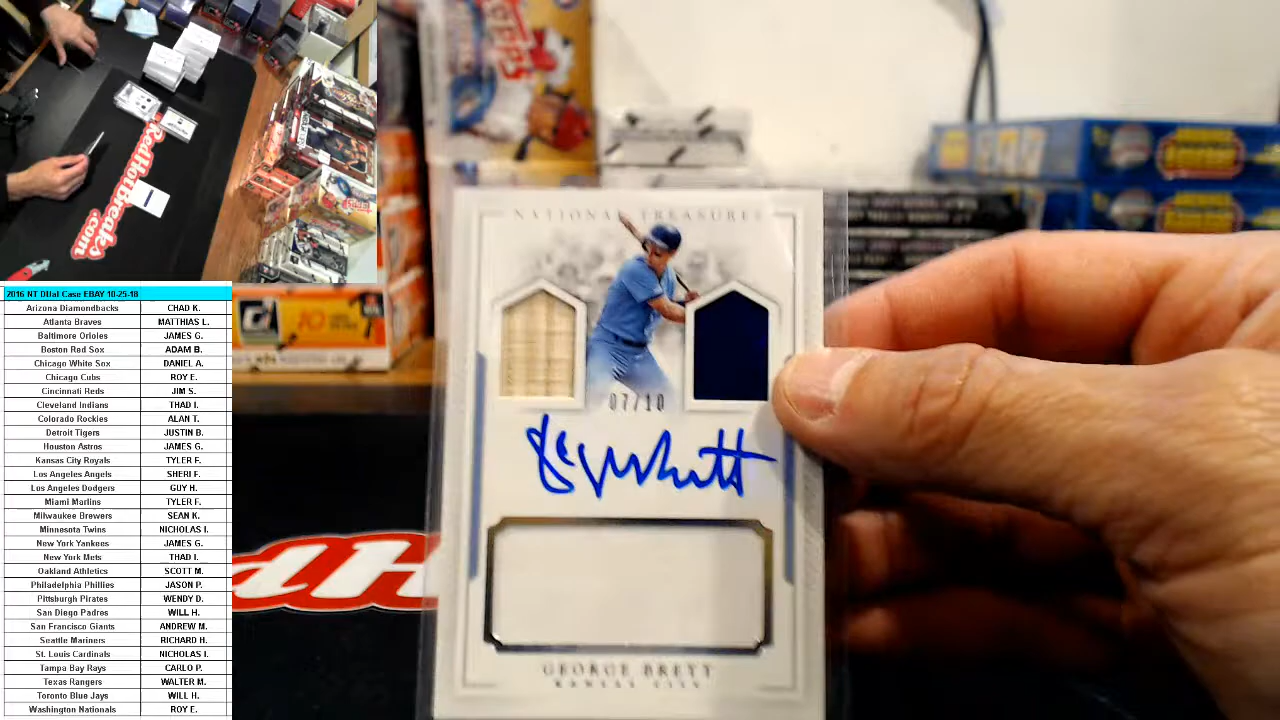 RedHotBreaks
.com
2016 NT DUal Case EBAY 10-25-18
Arizona Diamondbacks CHAD K.
Atlanta Braves MATTHIAS L.
Baltimore Orioles JAMES G.
Boston Red Sox ADAM B.
Chicago White Sox DANIEL A.
Chicago Cubs ROY E.
Cincinnati Reds JIM S.
Cleveland Indians THAD I.
Colorado Rockies ALAN T.
Detroit Tigers JUSTIN B.
Houston Astros JAMES G.
Kansas City Royals TYLER F.
Los Angeles Angels SHERI F.
Los Angeles Dodgers GUY H.
Miami Marlins TYLER F.
Milwaukee Brewers SEAN K.
Minnesota Twins NICHOLAS I.
New York Yankees JAMES G.
New York Mets THAD I.
Oakland Athletics SCOTT M.
Philadelphia Phillies JASON P.
Pittsburgh Pirates WENDY D.
San Diego Padres WILL H.
San Francisco Giants ANDREW M.
Seattle Mariners RICHARD H.
St. Louis Cardinals NICHOLAS I.
Tampa Bay Rays CARLO P.
Texas Rangers WALTER M.
Toronto Blue Jays WILL H.
Washington Nationals ROY E.
TOPPS
10
NATIONAL TREASURES
07/10
GEORGE BRETT
KANSAS CITY